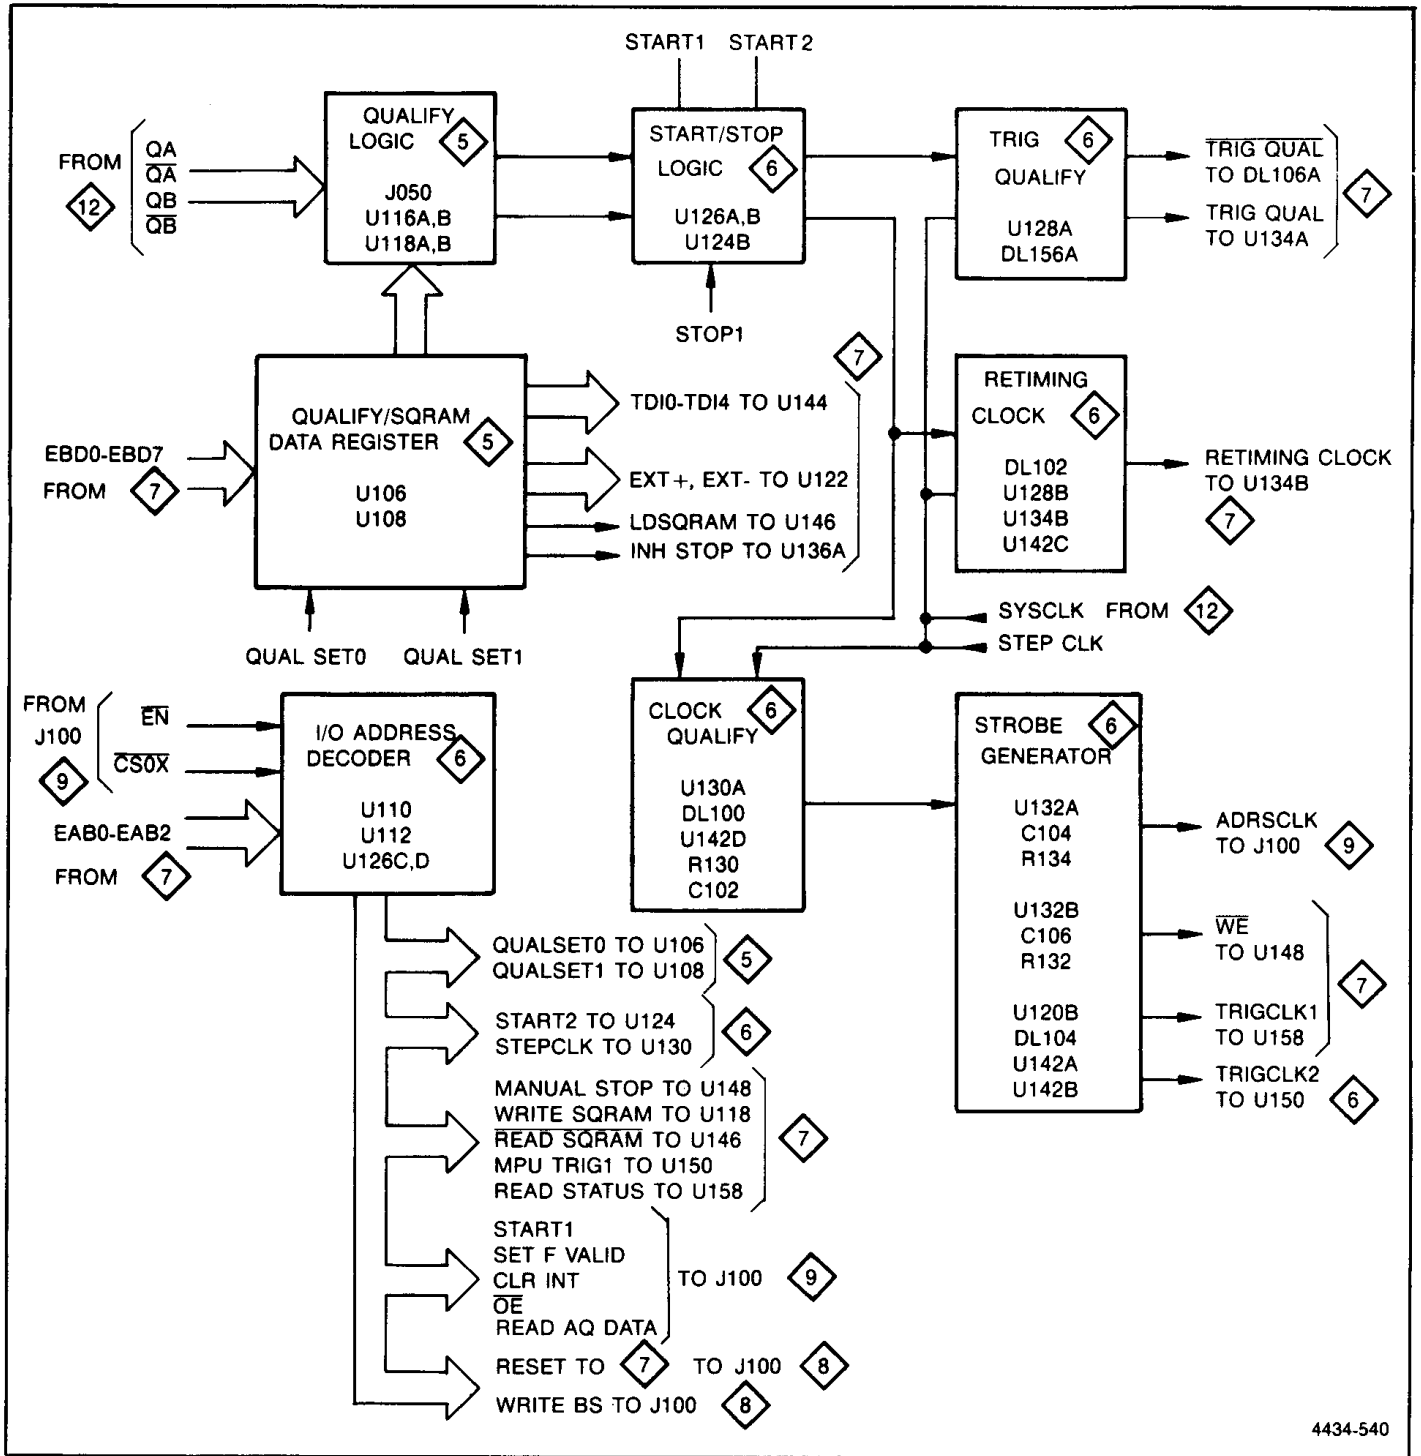 START1 START2
FROM
12
QA
QA
QB
QB
QUALIFY
LOGIC
5
J050
U116A,B
U118A,B
START/STOP
LOGIC
6
U126A,B
U124B
STOP1
TRIG
6
QUALIFY
U128A
DL156A
TRIG QUAL
TO DL106A
TRIG QUAL
TO U134A
7
EBD0-EBD7
FROM 7
QUALIFY/SQRAM
DATA REGISTER
5
U106
U108
QUAL SET0 QUAL SET1
7
TDI0-TDI4 TO U144
EXT+, EXT- TO U122
LDSQRAM TO U146
INH STOP TO U136A
RETIMING
CLOCK
6
DL102
U128B
U134B
U142C
RETIMING CLOCK
TO U134B
7
SYSCLK FROM 12
STEP CLK
FROM
J100
9
EN
CS0X
EAB0-EAB2
FROM 7
I/O ADDRESS
DECODER
6
U110
U112
U126C,D
CLOCK
QUALIFY
6
U130A
DL100
U142D
R130
C102
STROBE
GENERATOR
6
U132A
C104
R134
U132B
C106
R132
U120B
DL104
U142A
U142B
ADRSCLK
TO J100 9
WE
TO U148
TRIGCLK1
TO U158
7
TRIGCLK2
TO U150 6
QUALSET0 TO U106
QUALSET1 TO U108
5
START2 TO U124
STEPCLK TO U130
6
MANUAL STOP TO U148
WRITE SQRAM TO U118
READ SQRAM TO U146
MPU TRIG1 TO U150
READ STATUS TO U158
7
START1
SET F VALID
CLR INT
OE
READ AQ DATA
TO J100 9
RESET TO 7 TO J100 8
WRITE BS TO J100 8
4434-540